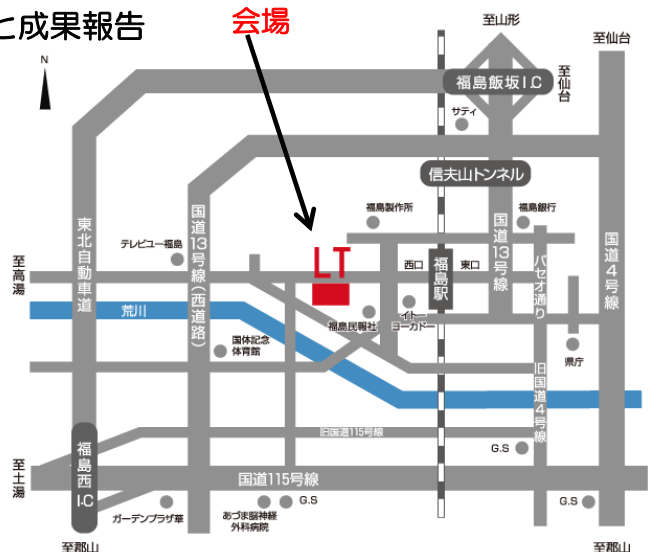 と成果報告
会場
至山形
至仙台
N
福島飯坂I.C
至仙台
サティ
信夫山トンネル
福島製作所
福島銀行
東北自動車道
国道13号線(西道路)
テレビュー福島
LT
国道13号線
パセオ通り
国道4号線
至高湯
西口
福島駅
東口
荒川
福島民報社
イトー
ヨーカドー
国体記念
体育館
県庁
旧国道4号線
旧国道115号線
福島西I.C
G.S
至土湯
国道115号線
ガーデンプラザ華
あづま脳神経
外科病院
G.S
G.S
至郡山
至郡山